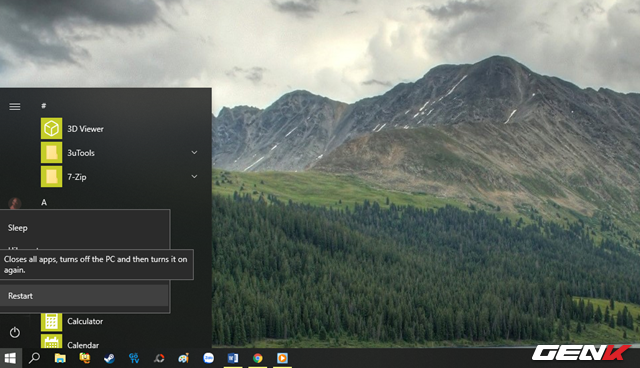 #
3D Viewer
3uTools
7-Zip
A
Sleep
Closes all apps, turns off the PC and then turns it on
again.
Restart
Calculator
Calendar
GENK